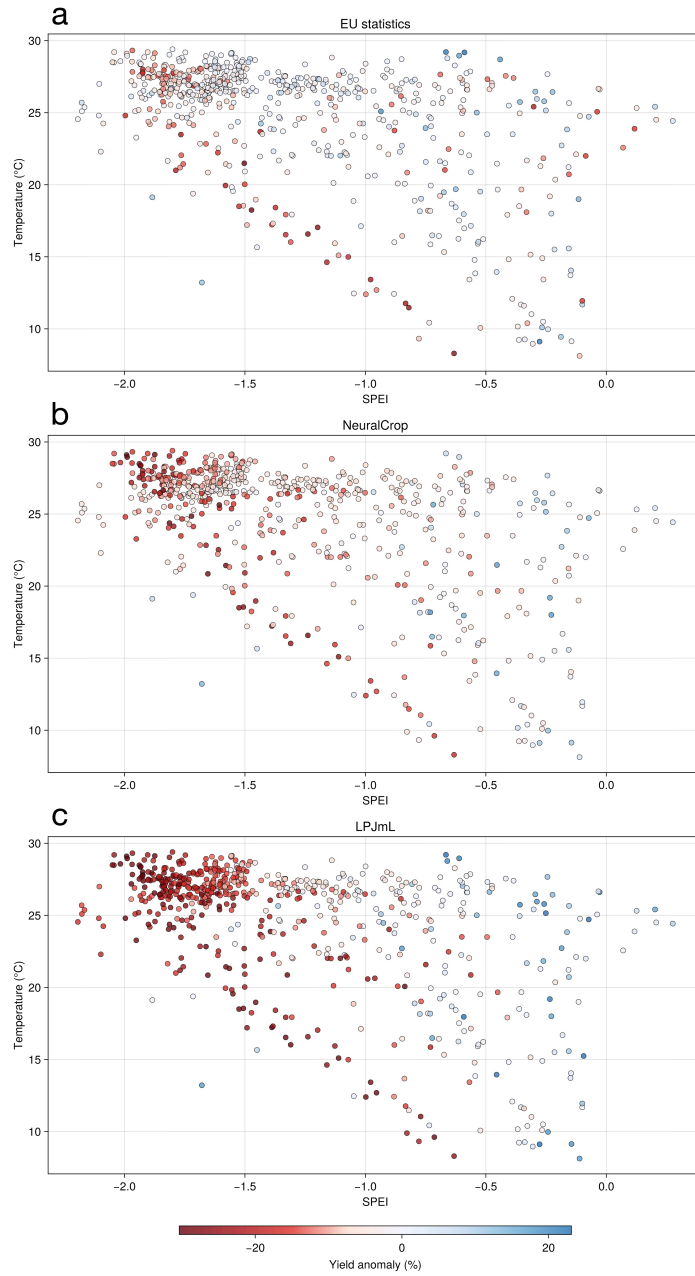 a
EU statistics
30
25
20
15
10
Temperature (°C)
−2.0 −1.5 −1.0 −0.5 0.0
SPEI
b
NeuralCrop
30
25
20
15
10
Temperature (°C)
−2.0 −1.5 −1.0 −0.5 0.0
SPEI
c
LPJmL
30
25
20
15
10
Temperature (°C)
−2.0 −1.5 −1.0 −0.5 0.0
SPEI
−20 0 20
Yield anomaly (%)